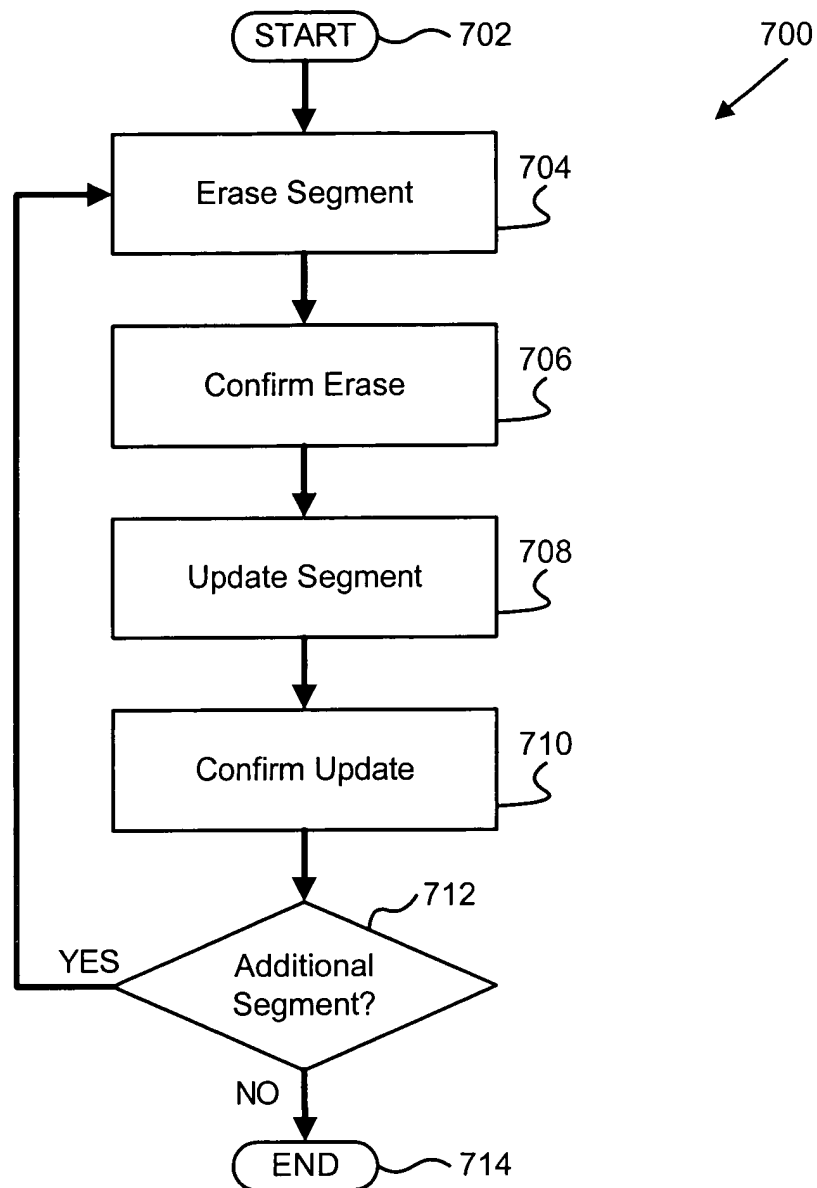 START
702
700
Erase Segment
704
Confirm Erase
706
Update Segment
708
Confirm Update
710
712
YES
Additional
Segment?
NO
END
714